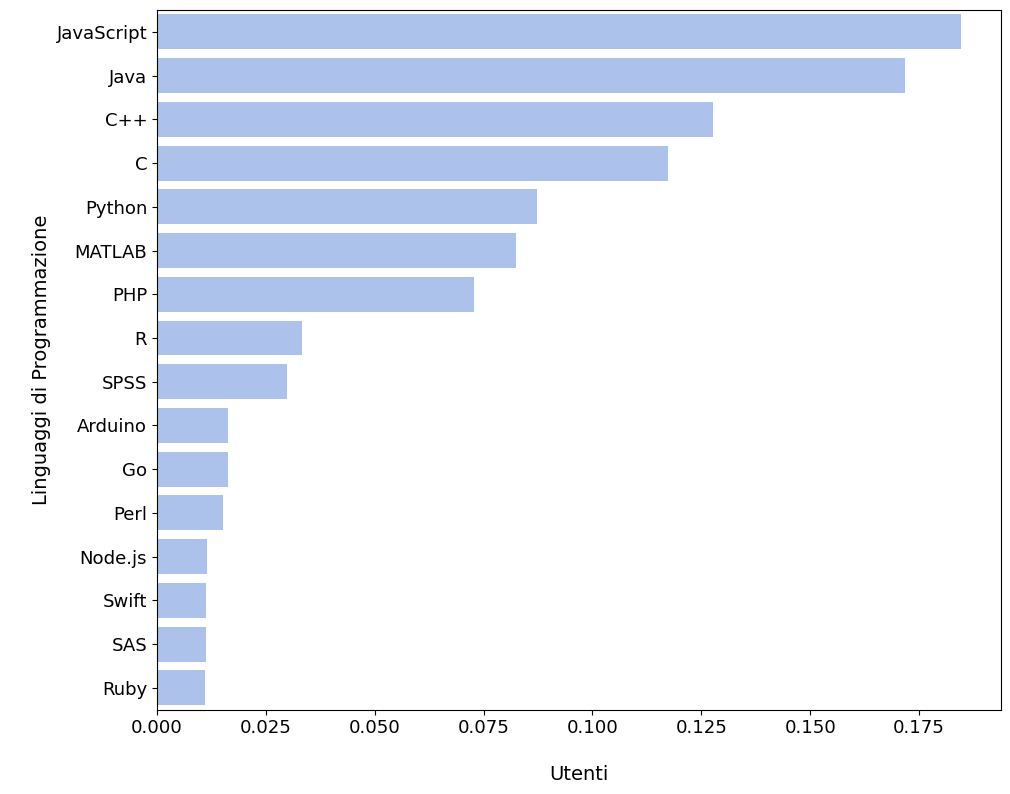 Linguaggi di Programmazione
JavaScript
Java
C++
C
Python
MATLAB
PHP
R
SPSS
Arduino
Go
Perl
Node.js
Swift
SAS
Ruby
0.000 0.025 0.050 0.075 0.100 0.125 0.150 0.175
Utenti